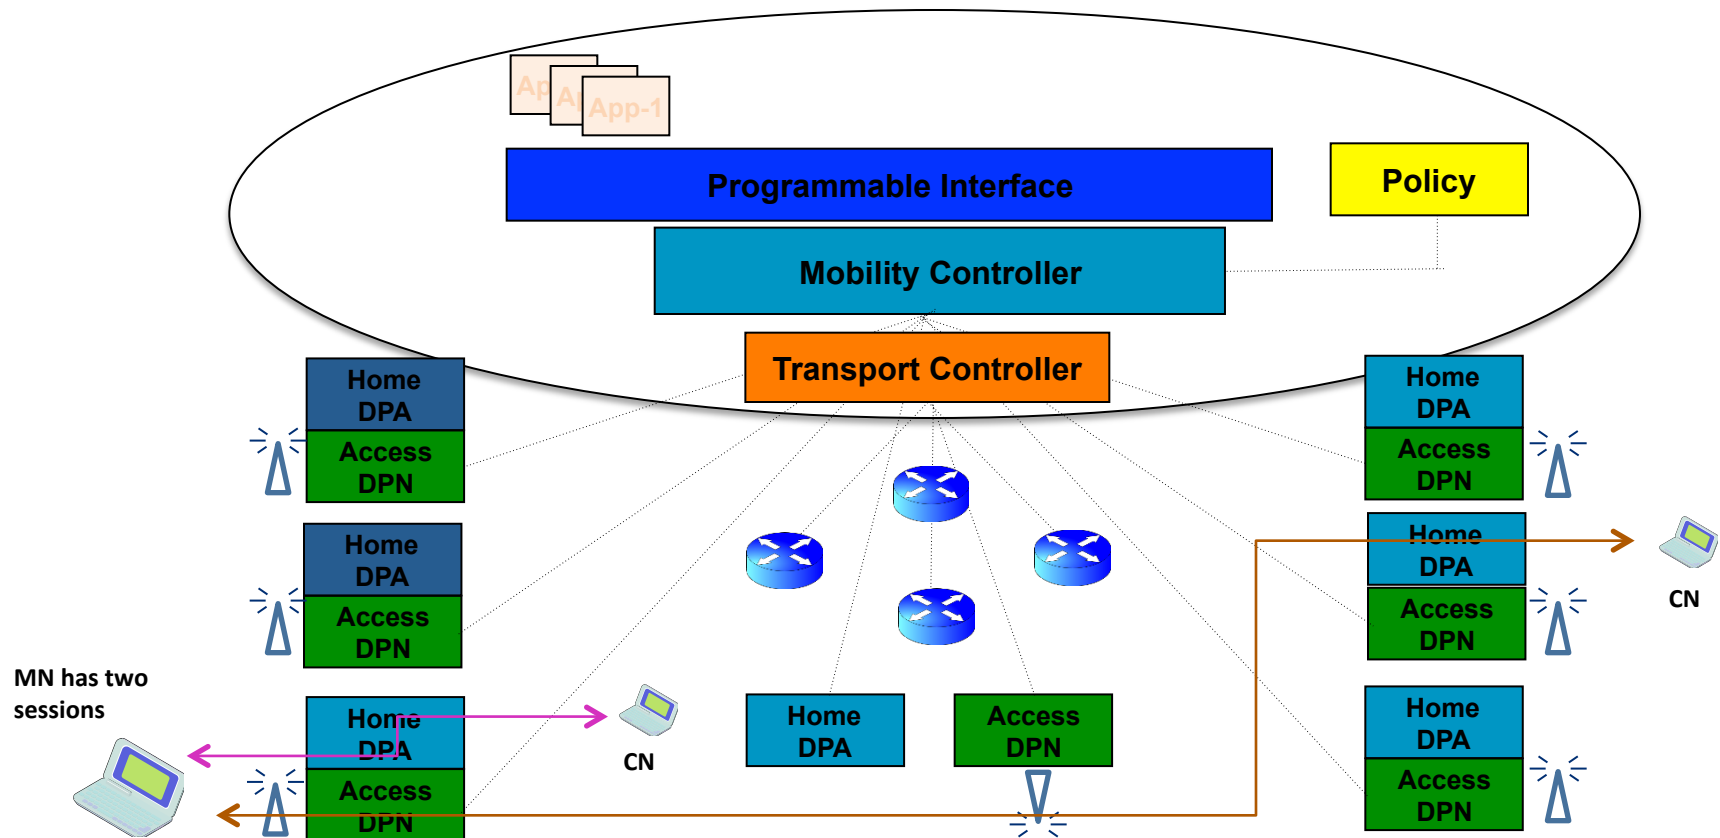 Ap
Ap
App-1
Programmable Interface
Policy
Mobility Controller
Transport Controller
Home
DPA
Access
DPN
Home
DPA
Access
DPN
Home
DPA
Access
DPN
Home
DPA
Access
DPN
MN has two
sessions
CN
Home
DPA
Access
DPN
CN
Home
DPA
Access
DPN
Home
DPA
Access
DPN